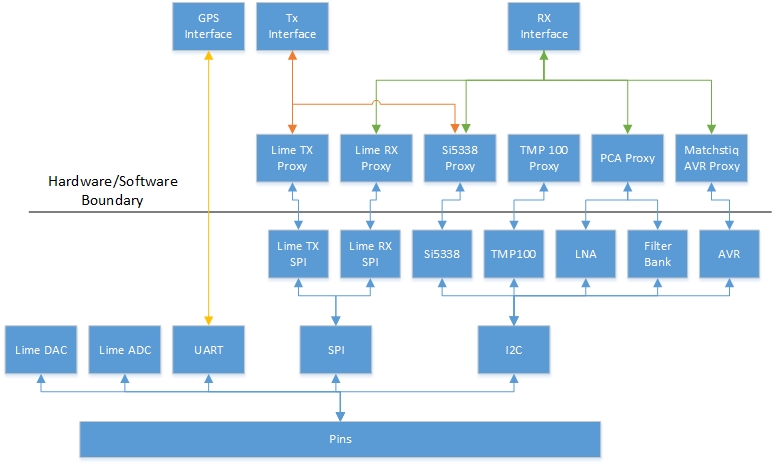 GPS
Interface
Tx
Interface
RX
Interface
Lime TX
Proxy
Lime RX
Proxy
Si5338
Proxy
TMP 100
Proxy
PCA Proxy
Matchstiq
AVR Proxy
Hardware/Software
Boundary
Lime TX
SPI
Lime RX
SPI
Si5338
TMP100
LNA
Filter
Bank
AVR
Lime DAC
Lime ADC
UART
SPI
I2C
Pins